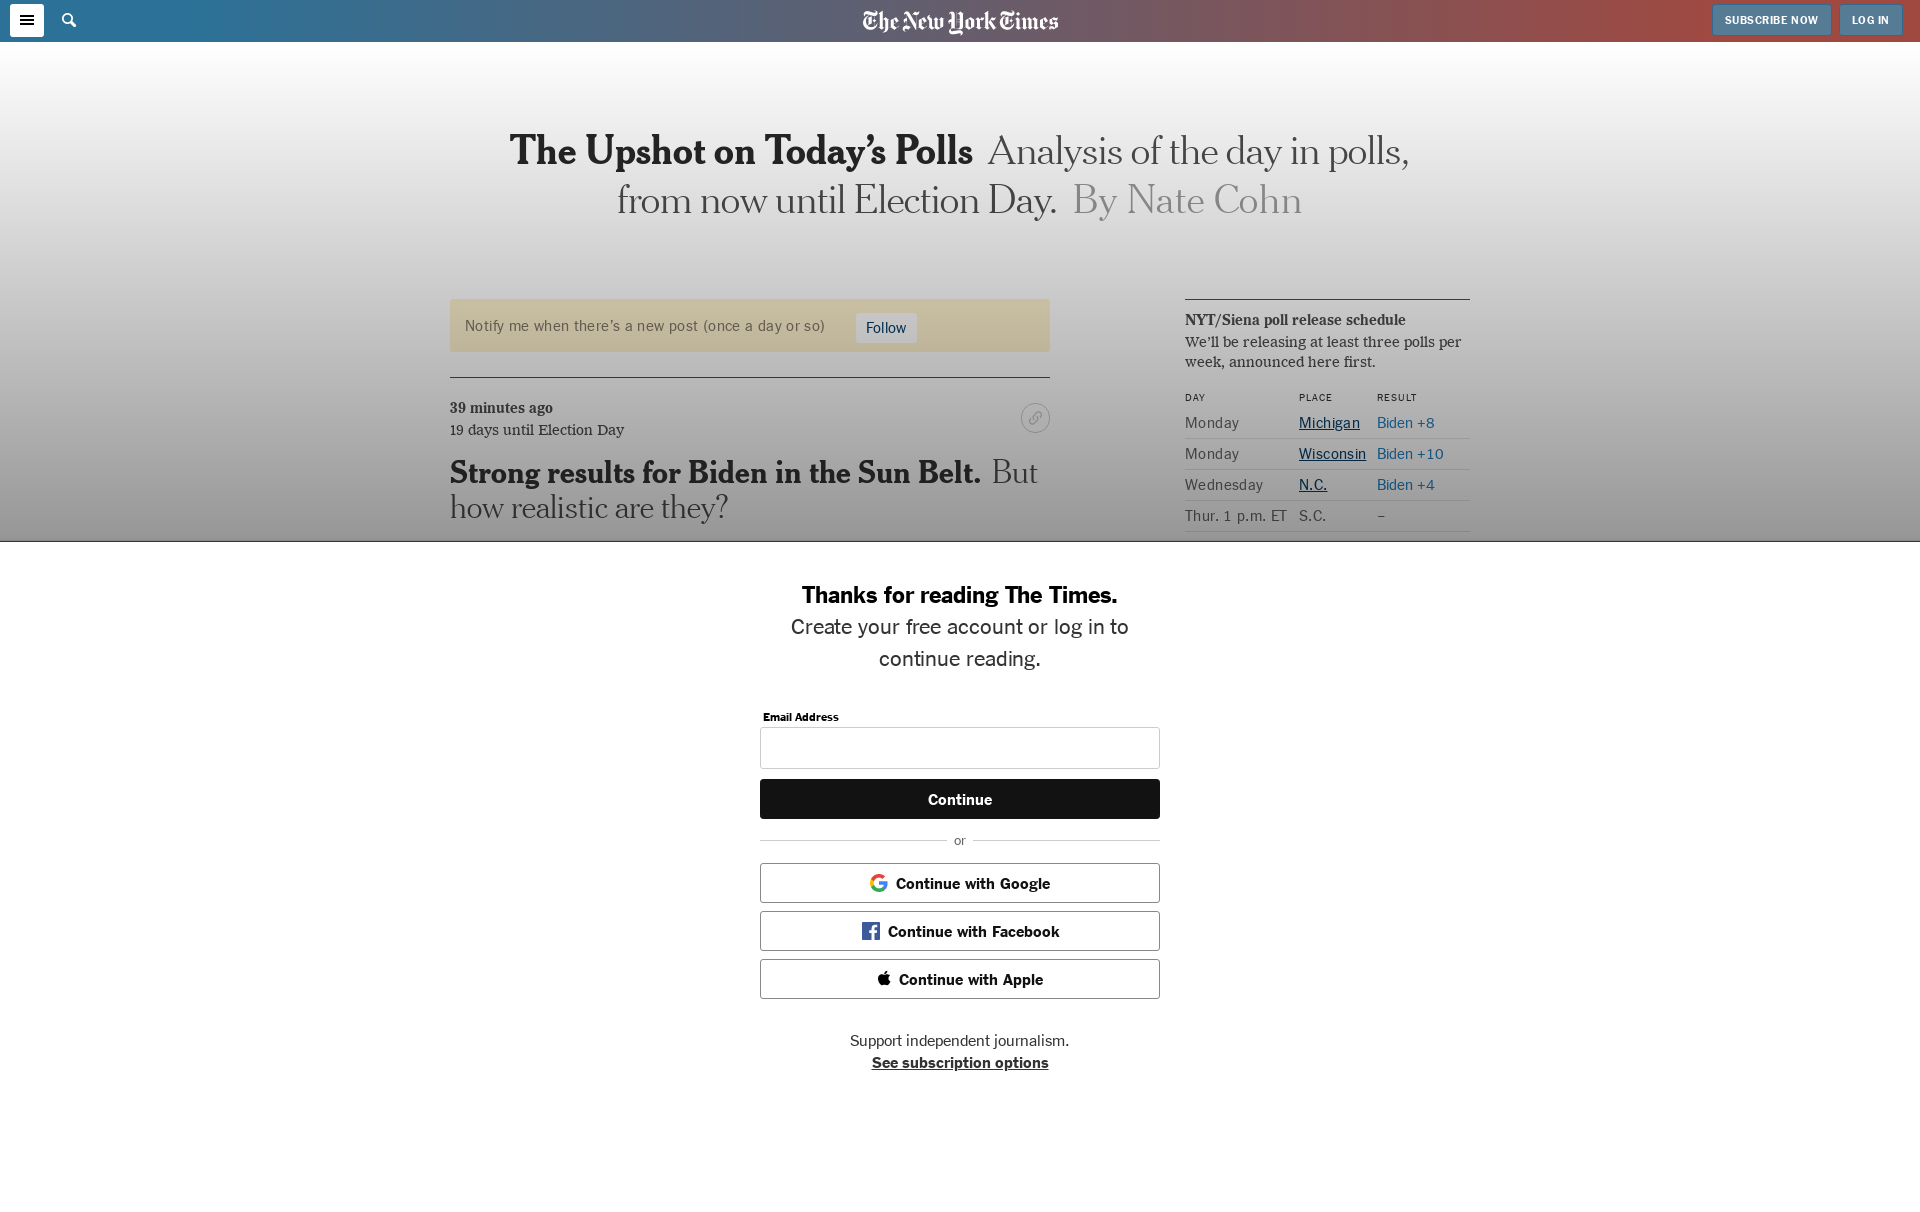 The New York Times
SUBSCRIBE NOW
LOG IN
The Upshot on Today’s Polls Analysis of the day in polls,
from now until Election Day. By Nate Cohn
Notify me when there’s a new post (once a day or so)
Follow
39 minutes ago
19 days until Election Day
Strong results for Biden in the Sun Belt. But
how realistic are they?
NYT/Siena poll release schedule
We’ll be releasing at least three polls per
week, announced here first.
DAY PLACE RESULT
Monday Michigan Biden +8
Monday Wisconsin Biden +10
Wednesday N.C. Biden +4
Thur. 1 p.m. ET S.C. –
Thanks for reading The Times.
Create your free account or log in to
continue reading.
Email Address
Continue
or
Continue with Google
Continue with Facebook
Continue with Apple
Support independent journalism.
See subscription options